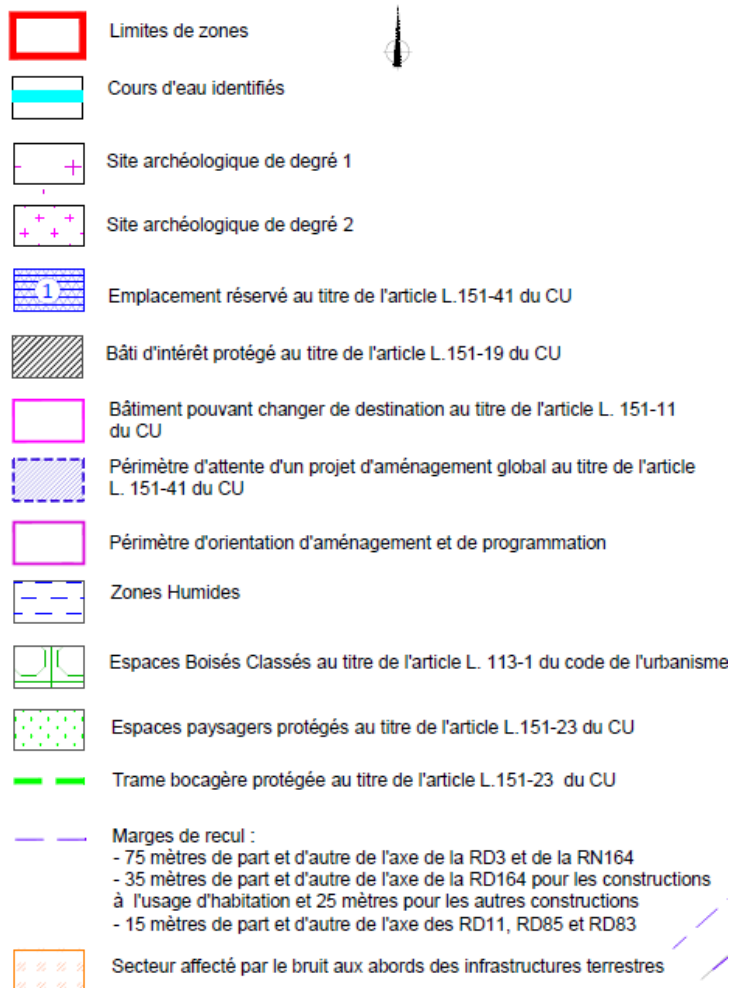 Limites de zones
Cours d'eau identifiés
Site archéologique de degré 1
Site archéologique de degré 2
1
Emplacement réservé au titre de l'article L.151-41 du CU
Bâti d'intérêt protégé au titre de l'article L.151-19 du CU
Bâtiment pouvant changer de destination au titre de l'article L. 151-11
du CU
Périmètre d'attente d'un projet d'aménagement global au titre de l'article
L. 151-41 du CU
Périmètre d'orientation d'aménagement et de programmation
Zones Humides
Espaces Boisés Classés au titre de l'article L. 113-1 du code de l'urbanisme
Espaces paysagers protégés au titre de l'article L.151-23 du CU
Trame bocagère protégée au titre de l'article L.151-23 du CU
Marges de recul :
- 75 mètres de part et d'autre de l'axe de la RD3 et de la RN164
- 35 mètres de part et d'autre de l'axe de la RD164 pour les constructions
à l'usage d'habitation et 25 mètres pour les autres constructions
- 15 mètres de part et d'autre de l'axe des RD11, RD85 et RD83
Secteur affecté par le bruit aux abords des infrastructures terrestres